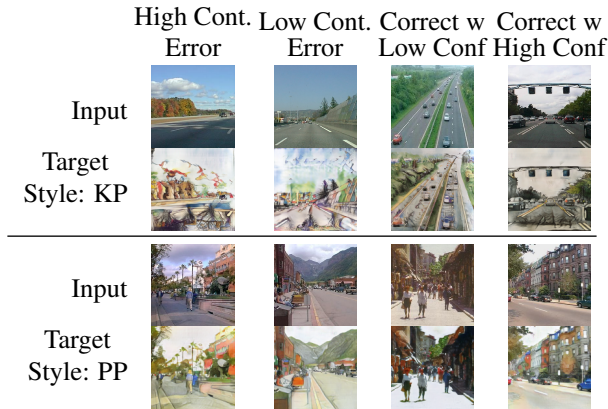 High Cont. Low Cont. Correct w Correct w
Error Error Low Conf High Conf
Input
Target
Style: KP
Input
Target
Style: PP